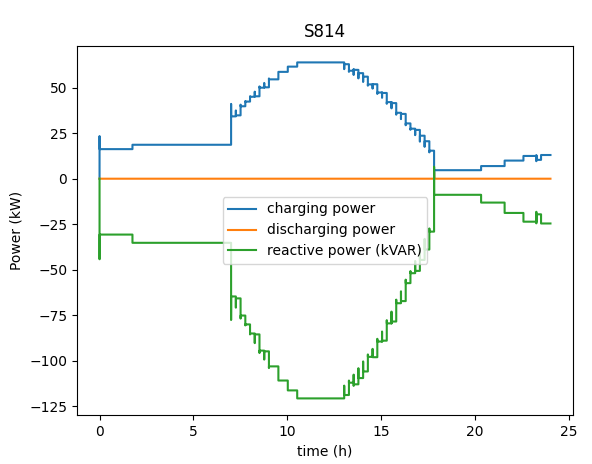 S814
Power (kW)
50
25
0
−25
−50
−75
−100
−125
charging power
discharging power
reactive power (kVAR)
0
5
10
15
20
25
time (h)